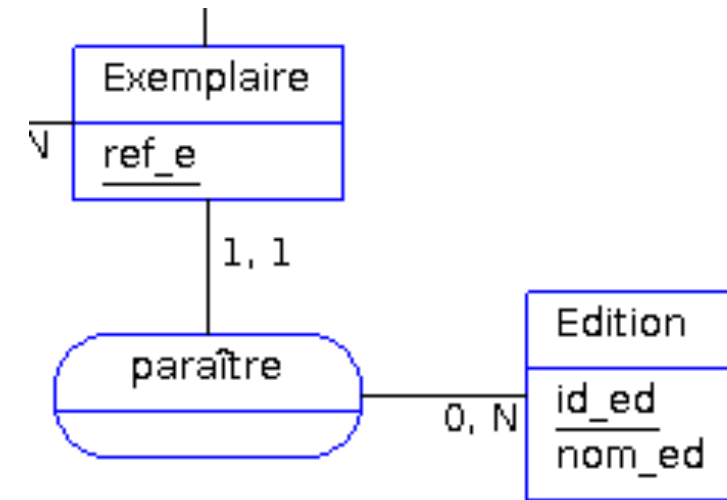 Exemplaire
N
ref_e
1, 1
Edition
paraître
id_ed
0, N
nom_ed